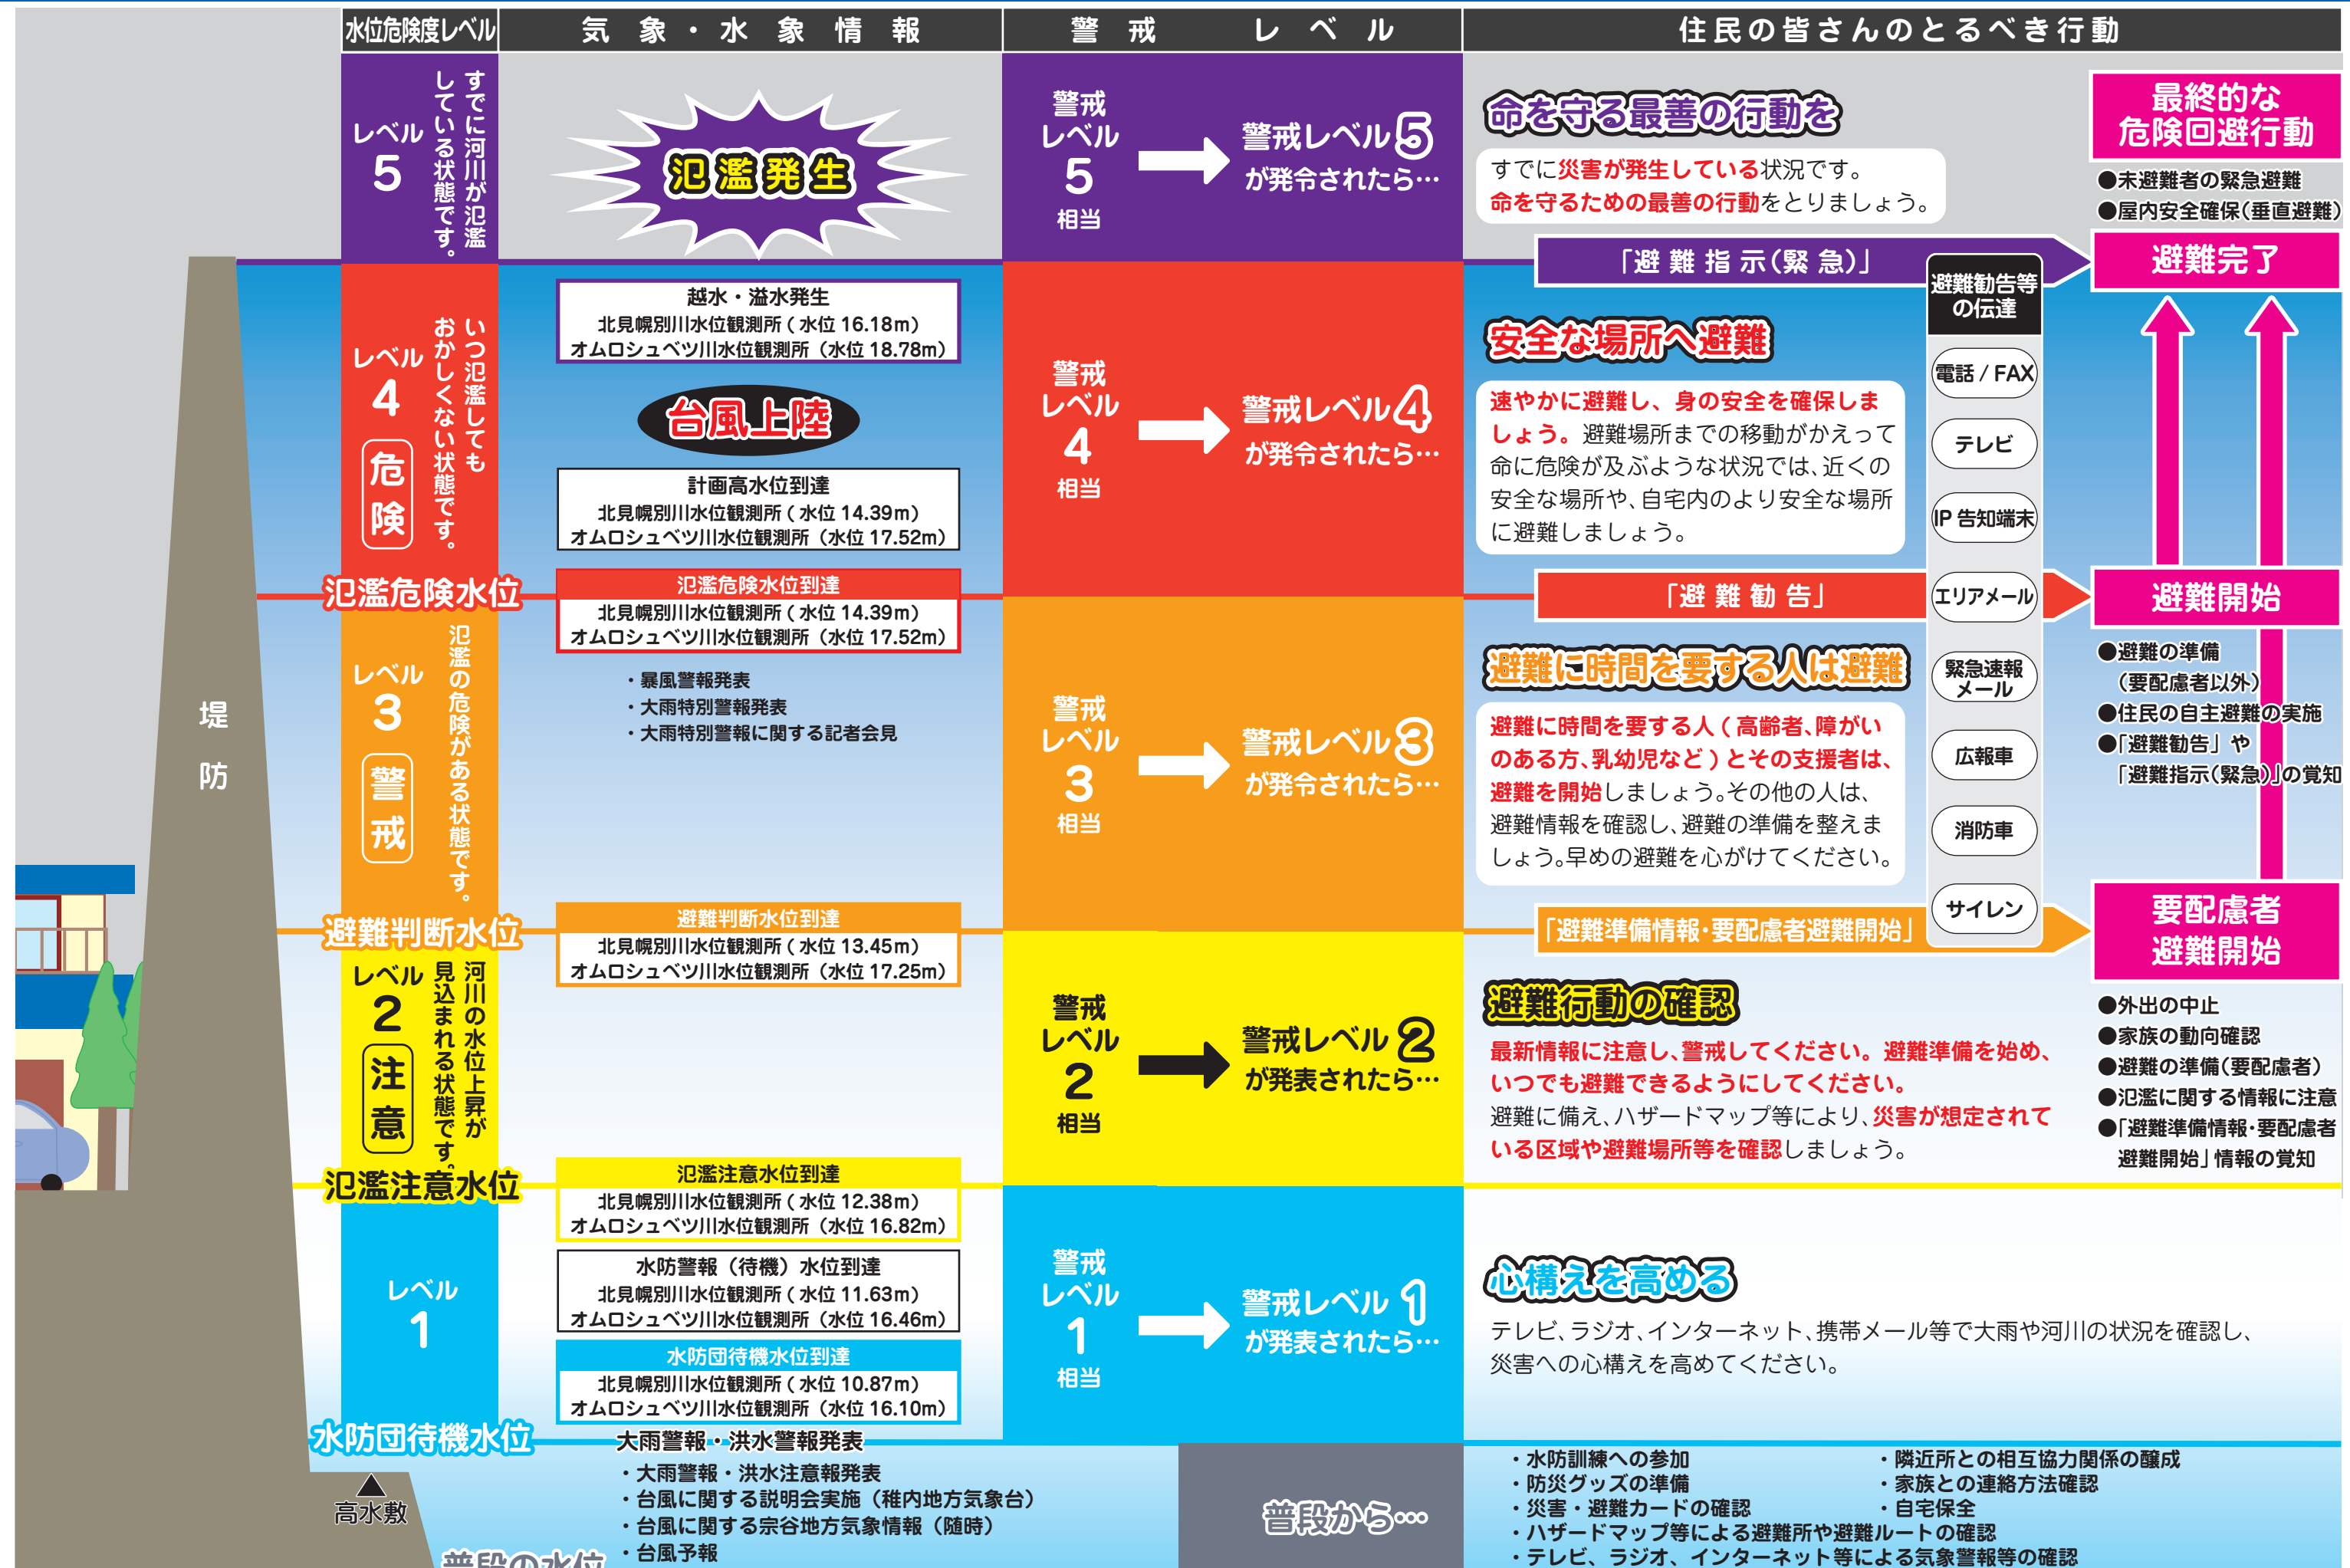 水位危険度レベル
気象・水象情報
警戒レベル
住民の皆さんのとるべき行動
レベル
5
すでに河川が氾濫
している状態です。
氾濫発生
警戒
レベル
5
相当
警戒レベル5
が発令されたら…
命を守る最善の行動を
すでに災害が発生している状況です。
命を守るための最善の行動をとりましょう。
最終的な
危険回避行動
●未避難者の緊急避難
●屋内安全確保(垂直避難)
「避難指示(緊急)」
避難完了
レベル
4
危険
いつ氾濫しても
おかしくない状態です。
越水・溢水発生
北見幌別川水位観測所 ( 水位 16.18m)
オムロシュベツ川水位観測所 (水位 18.78m)
台風上陸
計画高水位到達
北見幌別川水位観測所 ( 水位 14.39m)
オムロシュベツ川水位観測所 (水位 17.52m)
警戒
レベル
4
相当
警戒レベル4
が発令されたら…
安全な場所へ避難
速やかに避難し、身の安全を確保しま
しょう。避難場所までの移動がかえって
命に危険が及ぶような状況では、近くの
安全な場所や、自宅内のより安全な場所
に避難しましょう。
避難勧告等
の伝達
電話 / FAX
テレビ
IP 告知端末
エリアメール
緊急速報
メール
広報車
消防車
サイレン
氾濫危険水位
氾濫危険水位到達
北見幌別川水位観測所 ( 水位 14.39m)
オムロシュベツ川水位観測所 (水位 17.52m)
「避難勧告」
避難開始
レベル
3
警戒
氾濫の危険がある状態です。
・暴風警報発表
・大雨特別警報発表
・大雨特別警報に関する記者会見
警戒
レベル
3
相当
警戒レベル3
が発令されたら…
避難に時間を要する人は避難
避難に時間を要する人 ( 高齢者、障がい
のある方、乳幼児など ) とその支援者は、
避難を開始しましょう。その他の人は、
避難情報を確認し、避難の準備を整えま
しょう。早めの避難を心がけてください。
●避難の準備
(要配慮者以外)
●住民の自主避難の実施
●「避難勧告」や
「避難指示(緊急)」の覚知
堤防
避難判断水位
避難判断水位到達
北見幌別川水位観測所 ( 水位 13.45m)
オムロシュベツ川水位観測所 (水位 17.25m)
「避難準備情報・要配慮者避難開始」
要配慮者
避難開始
レベル
2
注意
河川の水位上昇が
見込まれる状態です。
警戒
レベル
2
相当
警戒レベル2
が発表されたら…
避難行動の確認
最新情報に注意し、警戒してください。避難準備を始め、
いつでも避難できるようにしてください。
避難に備え、ハザードマップ等により、災害が想定されて
いる区域や避難場所等を確認しましょう。
●外出の中止
●家族の動向確認
●避難の準備(要配慮者)
●氾濫に関する情報に注意
●「避難準備情報・要配慮者
避難開始」情報の覚知
氾濫注意水位
氾濫注意水位到達
北見幌別川水位観測所 ( 水位 12.38m)
オムロシュベツ川水位観測所 (水位 16.82m)
レベル
1
水防警報 (待機) 水位到達
北見幌別川水位観測所 ( 水位 11.63m)
オムロシュベツ川水位観測所 (水位 16.46m)
水防団待機水位到達
北見幌別川水位観測所 ( 水位 10.87m)
オムロシュベツ川水位観測所 (水位 16.10m)
警戒
レベル
1
相当
警戒レベル1
が発表されたら…
心構えを高める
テレビ、ラジオ、インターネット、携帯メール等で大雨や河川の状況を確認し、
災害への心構えを高めてください。
水防団待機水位
大雨警報・洪水警報発表
・大雨警報・洪水注意報発表
・台風に関する説明会実施 (稚内地方気象台)
・台風に関する宗谷地方気象情報 (随時)
・台風予報
高水敷
普段の水位
普段から…
・水防訓練への参加
・防災グッズの準備
・災害・避難カードの確認
・隣近所との相互協力関係の醸成
・家族との連絡方法確認
・自宅保全
・ハザードマップ等による避難所や避難ルートの確認
・テレビ、ラジオ、インターネット等による気象警報等の確認